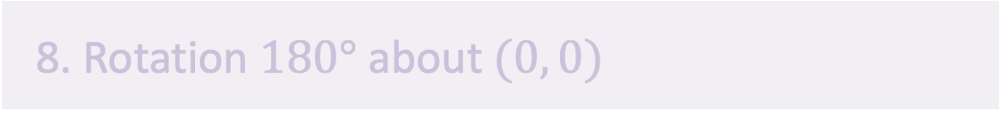 8. Rotation 180° about (0, 0)